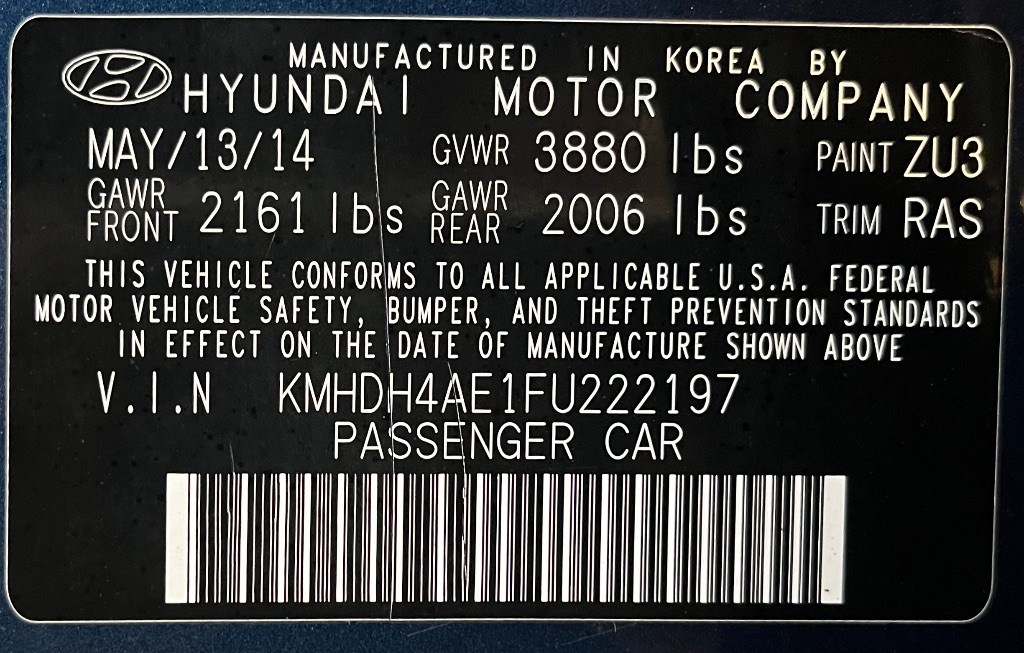 MANUFACTURED IN KOREA BY
HYUNDAI MOTOR COMPANY
MAY/13/14 GVWR 3880 lbs PAINT ZU3
GAWR FRONT 2161 lbs GAWR REAR 2006 lbs TRIM RAS
THIS VEHICLE CONFORMS TO ALL APPLICABLE U.S.A. FEDERAL
MOTOR VEHICLE SAFETY, BUMPER, AND THEFT PREVENTION STANDARDS
IN EFFECT ON THE DATE OF MANUFACTURE SHOWN ABOVE
V.I.N KMHDH4AE1FU222197
PASSENGER CAR